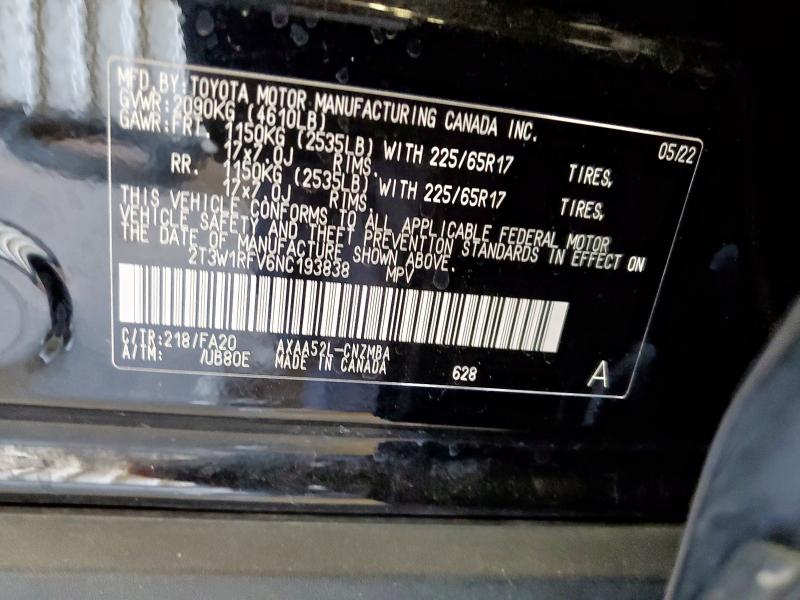 MFD.BY:TOYOTA MOTOR MANUFACTURING CANADA INC.
GVWR:2090KG (4610LB) 05/22
GAWR:FRT. 1150KG (2535LB) WITH 225/65R17 TIRES,
17x7.0J RIMS.
RR. 1150KG (2535LB) WITH 225/65R17 TIRES,
17x7.0J RIMS
THIS VEHICLE CONFORMS TO ALL APPLICABLE FEDERAL MOTOR
VEHICLE SAFETY AND THEFT PREVENTION STANDARDS IN EFFECT ON
THE DATE OF MANUFACTURE SHOWN ABOVE.
2T3W1RFV6NC193838 MPV
C/TR:218/FA20 AXAA52L-CNZMBA
A/TM: /UB80E MADE IN CANADA 628 A